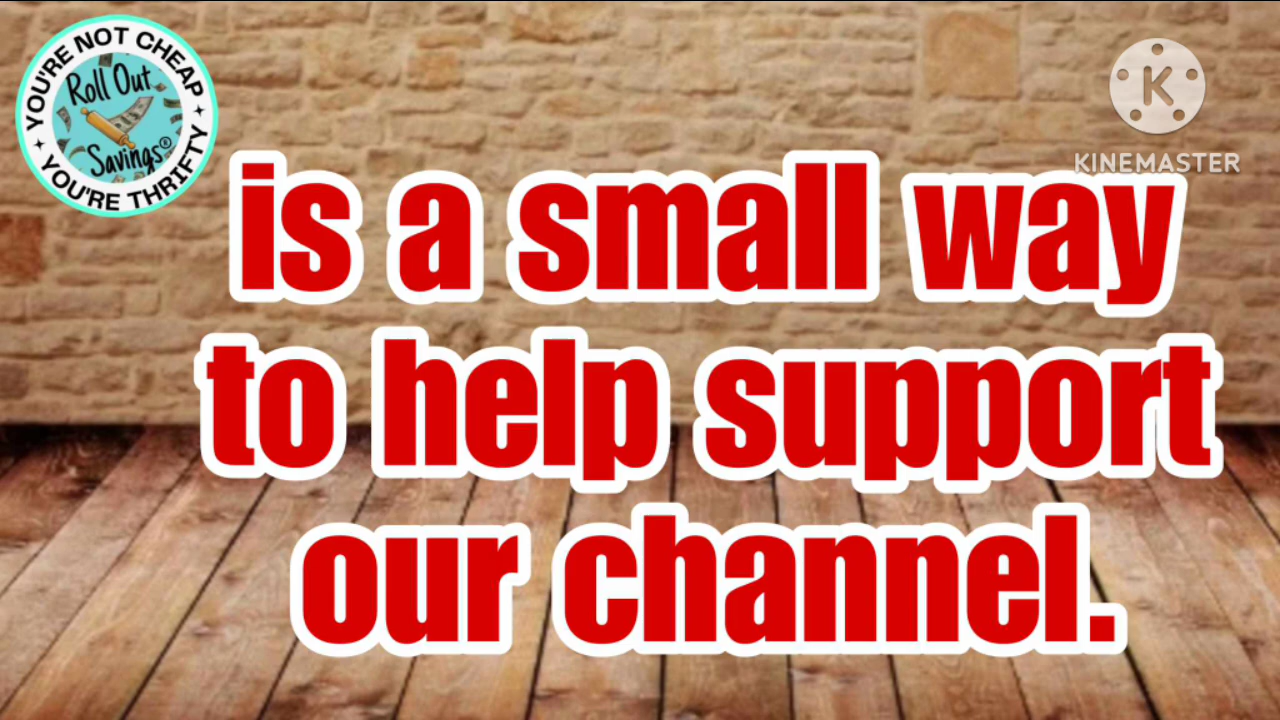 YOU'RE NOT CHEAP
Roll Out
Savings®
YOU'RE THRIFTY
K
KINEMASTER
is a small way
to help support
our channel.